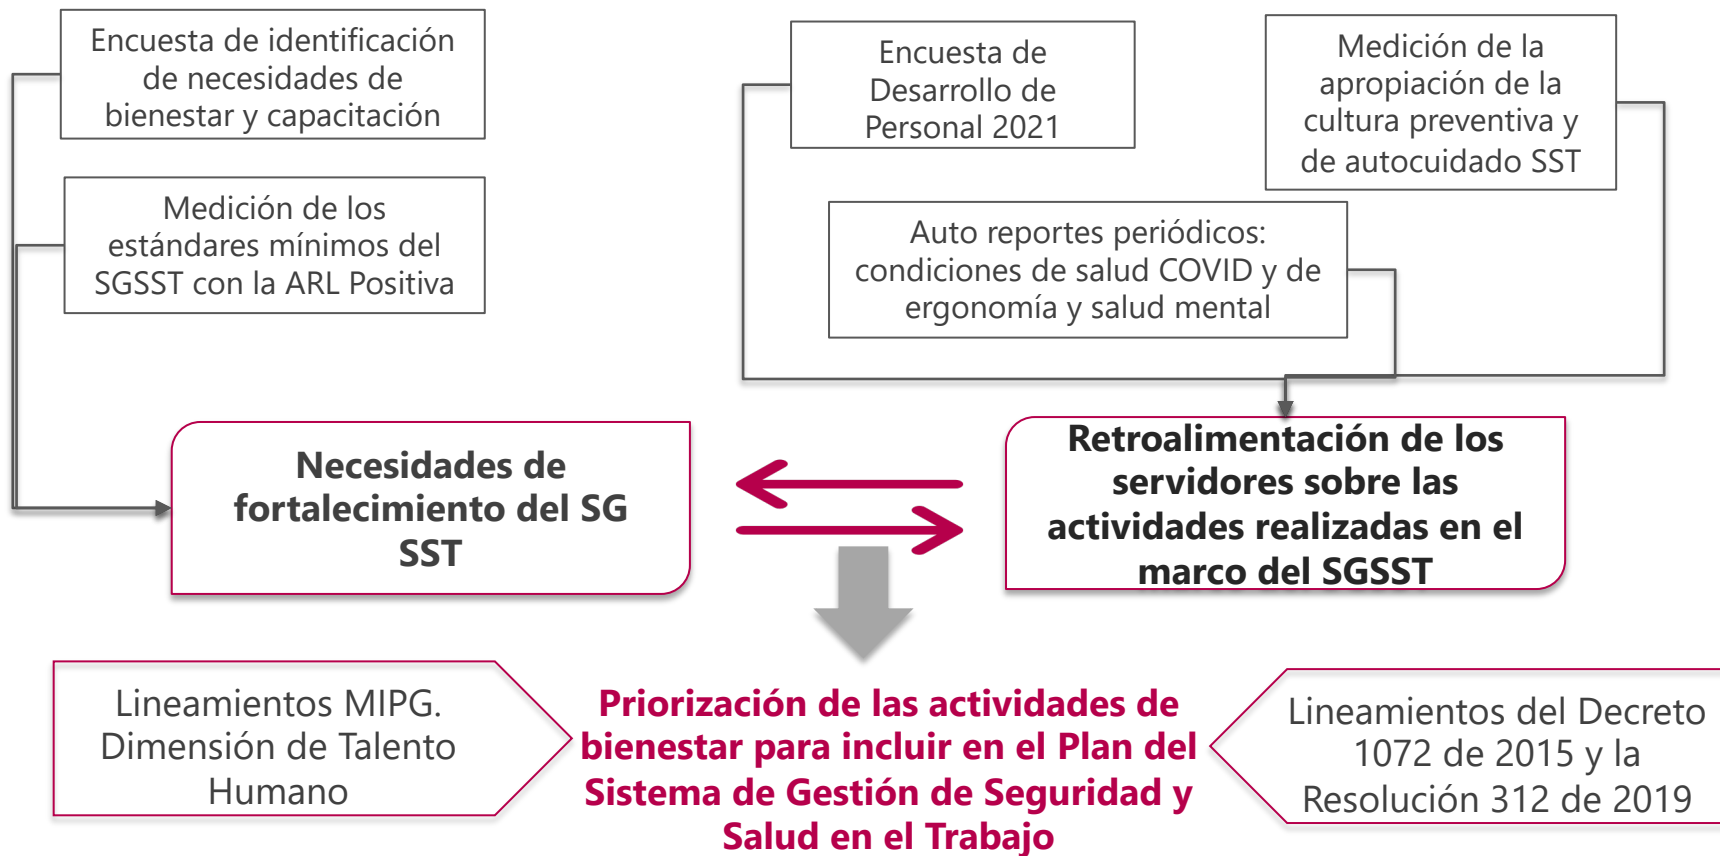 Encuesta de identificación
de necesidades de
bienestar y capacitación
Medición de los
estándares mínimos del
SGSST con la ARL Positiva
Encuesta de
Desarrollo de
Personal 2021
Medición de la
apropiación de la
cultura preventiva y
de autocuidado SST
Auto reportes periódicos:
condiciones de salud COVID y de
ergonomía y salud mental
Necesidades de
fortalecimiento del SG
SST
Retroalimentación de los
servidores sobre las
actividades realizadas en el
marco del SGSST
Lineamientos MIPG.
Dimensión de Talento
Humano
Priorización de las actividades de
bienestar para incluir en el Plan del
Sistema de Gestión de Seguridad y
Salud en el Trabajo
Lineamientos del Decreto
1072 de 2015 y la
Resolución 312 de 2019